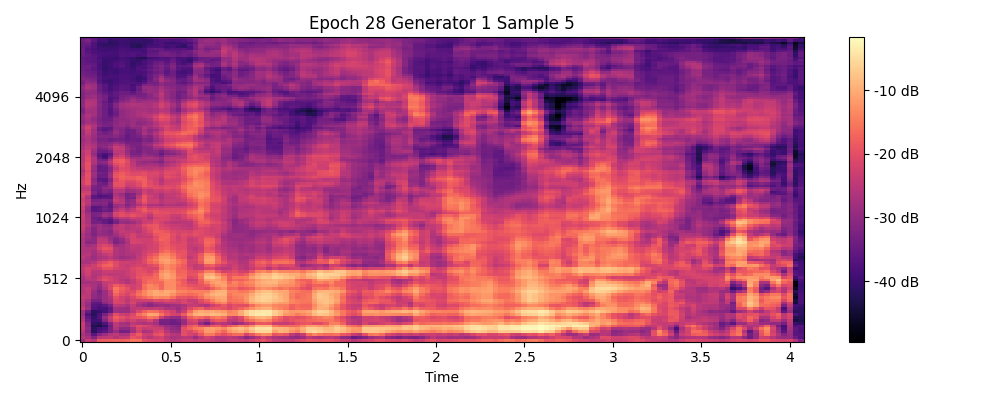 Epoch 28 Generator 1 Sample 5
Hz
4096
2048
1024
512
0
0 0.5 1 1.5 2 2.5 3 3.5 4
Time
-10 dB
-20 dB
-30 dB
-40 dB